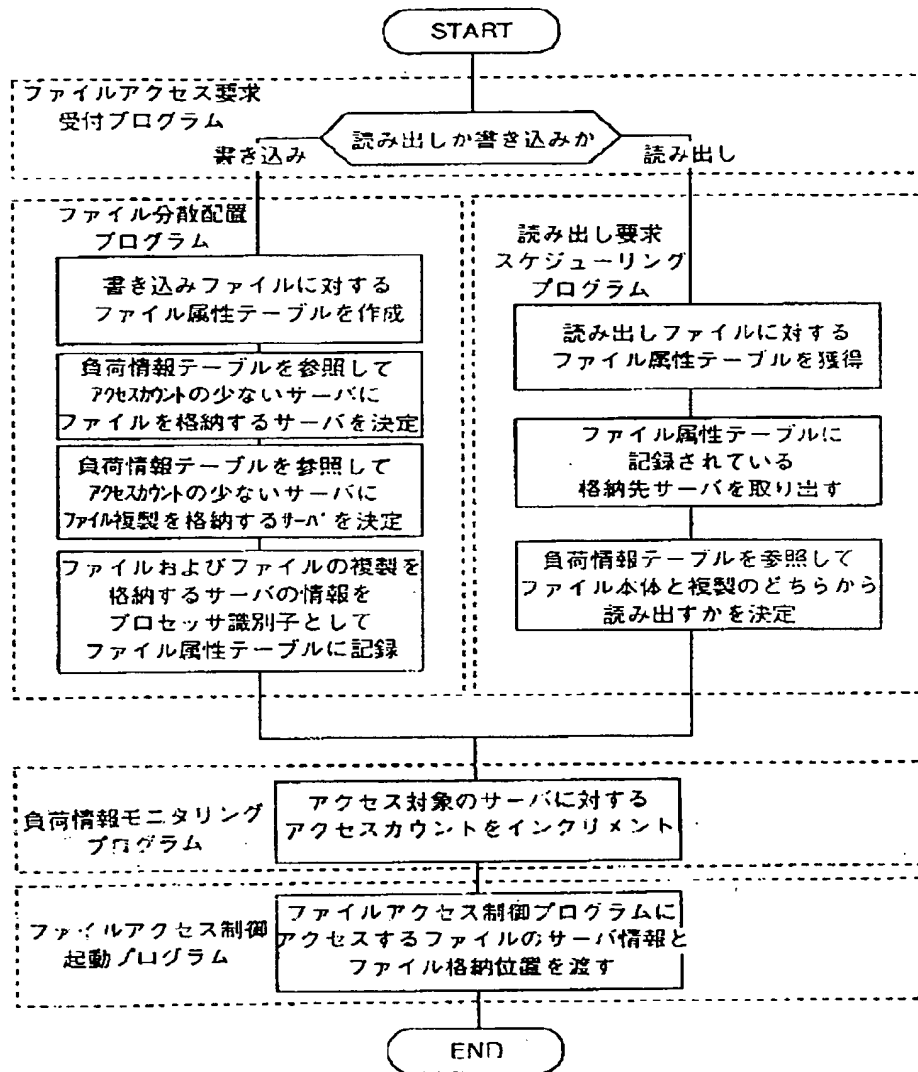 START
ファイルアクセス要求
受付プログラム
読み出しか書き込みか
書き込み
読み出し
ファイル分散配置
プログラム
書き込みファイルに対する
ファイル属性テーブルを作成
負荷情報テーブルを参照して
アクセスカウントの少ないサーバに
ファイルを格納するサーバを決定
負荷情報テーブルを参照して
アクセスカウントの少ないサーバに
ファイル複製を格納するサーバを決定
ファイルおよびファイルの複製を
格納するサーバの情報を
プロセッサ識別子として
ファイル属性テーブルに記録
読み出し要求
スケジューリング
プログラム
読み出しファイルに対する
ファイル属性テーブルを獲得
ファイル属性テーブルに
記録されている
格納先サーバを取り出す
負荷情報テーブルを参照して
ファイル本体と複製のどちらから
読み出すかを決定
負荷情報モニタリング
プログラム
アクセス対象のサーバに対する
アクセスカウントをインクリメント
ファイルアクセス制御
起動プログラム
ファイルアクセス制御プログラムに
アクセスするファイルのサーバ情報と
ファイル格納位置を渡す
END